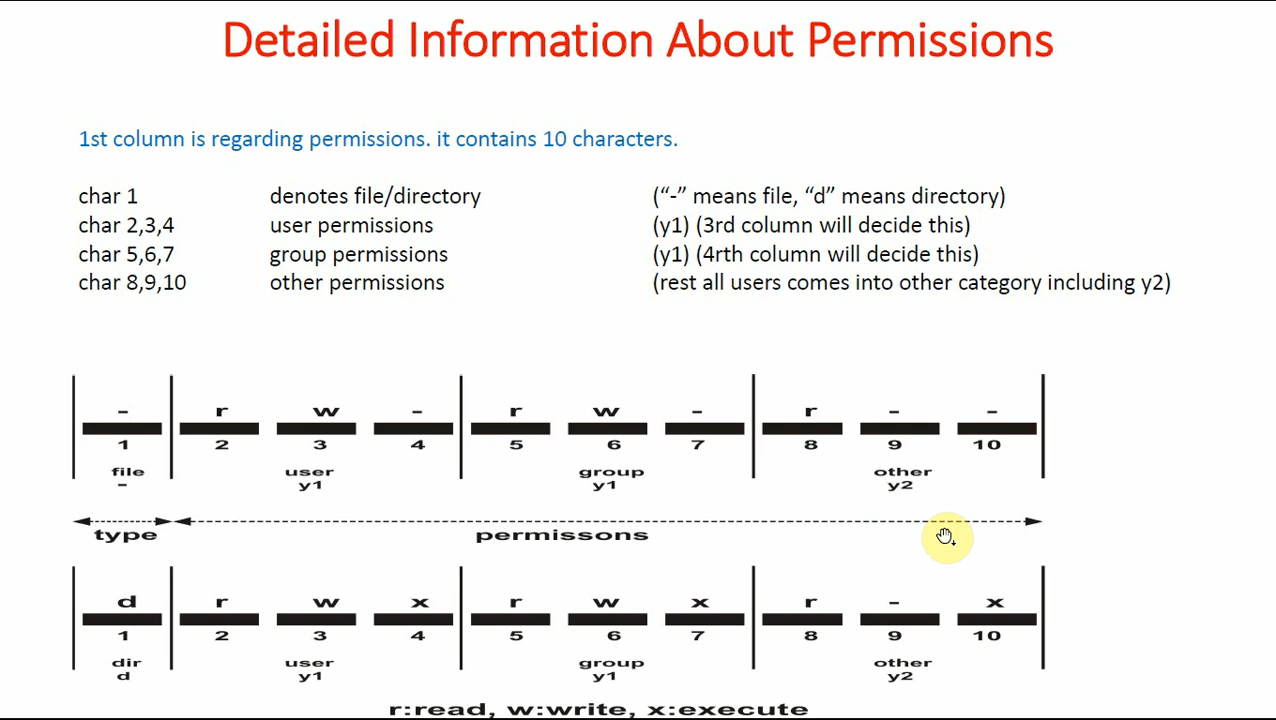 Detailed Information About Permissions
1st column is regarding permissions. it contains 10 characters.
char 1 denotes file/directory (“-” means file, “d” means directory)
char 2,3,4 user permissions (y1) (3rd column will decide this)
char 5,6,7 group permissions (y1) (4rth column will decide this)
char 8,9,10 other permissions (rest all users comes into other category including y2)
- r w - r w - r - -
1 2 3 4 5 6 7 8 9 10
file user group other
- y1 y1 y2
type permissons
d r w x r w x r - x
1 2 3 4 5 6 7 8 9 10
dir user group other
d y1 y1 y2
r:read, w:write, x:execute